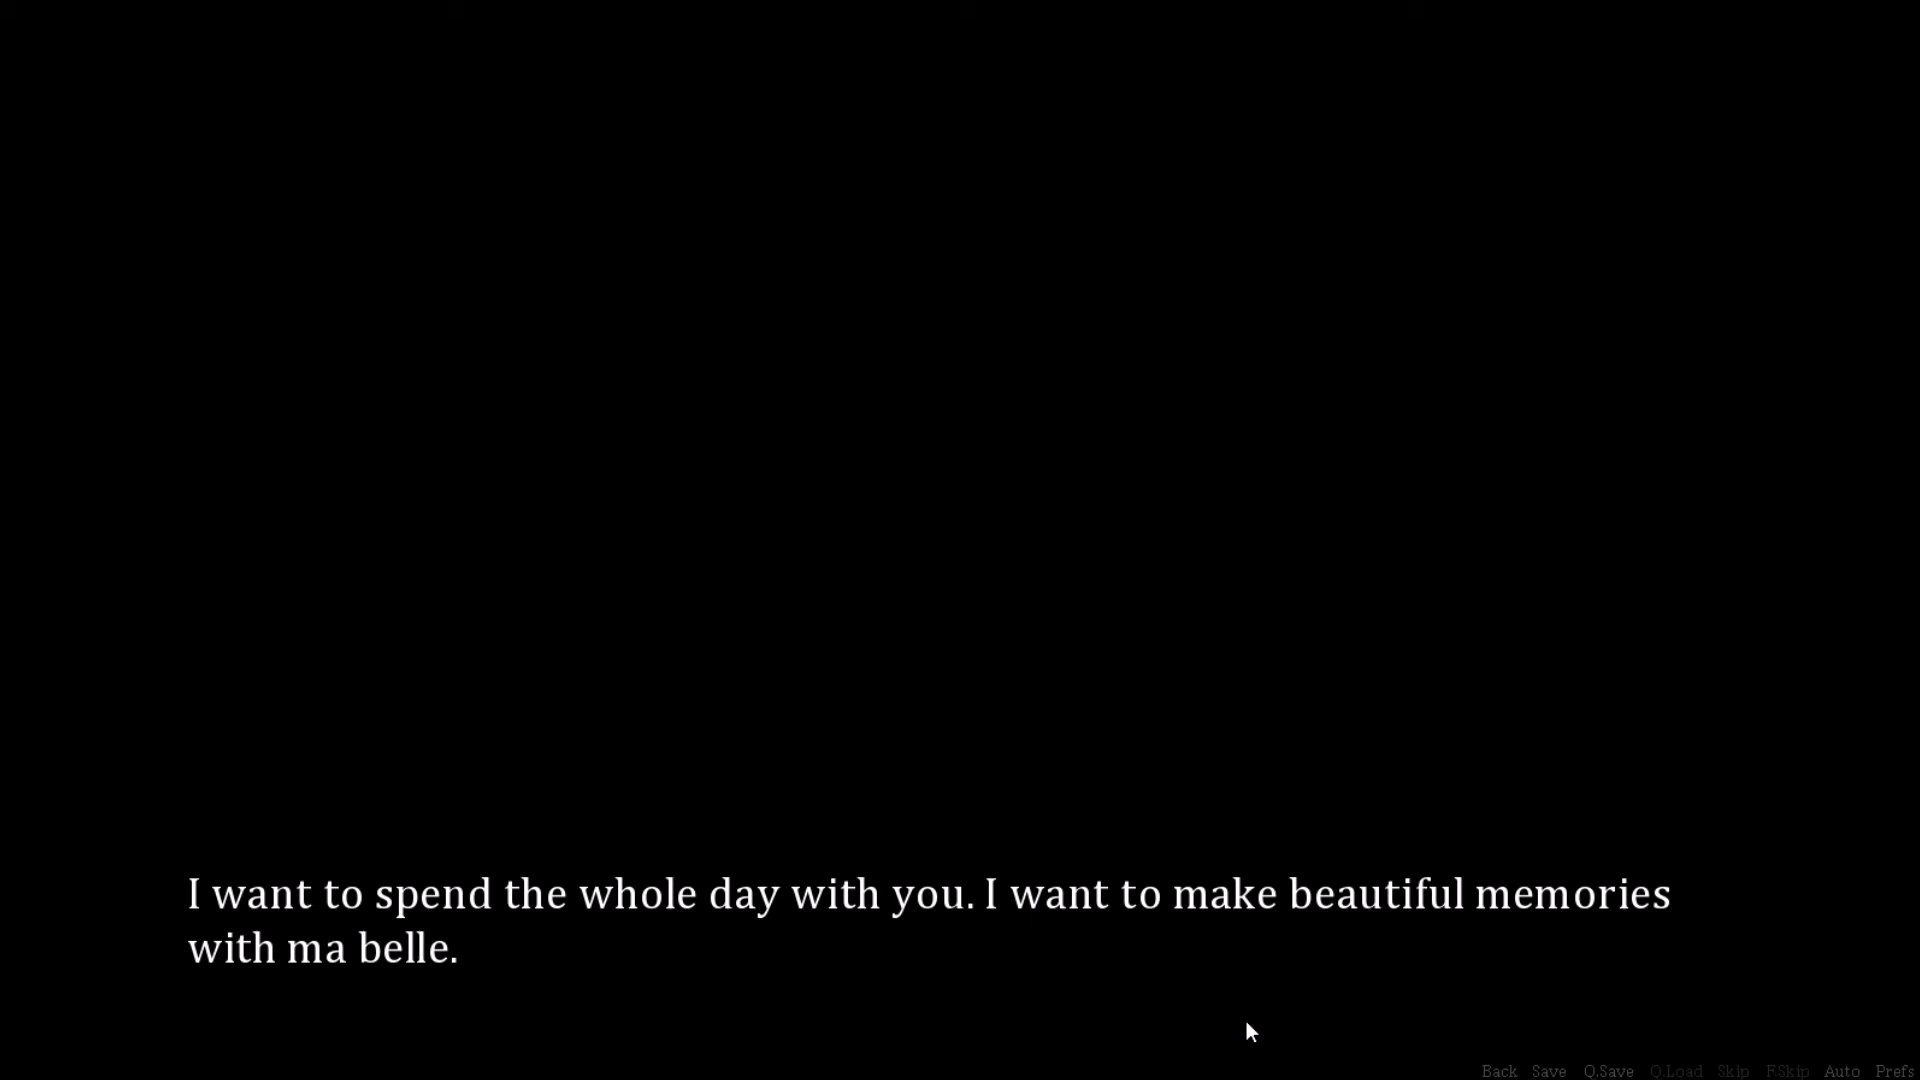 I want to spend the whole day with you. I want to make beautiful memories
with ma belle.
Back Save Q.Save Q.Load Skip F.Skip Auto Prefs